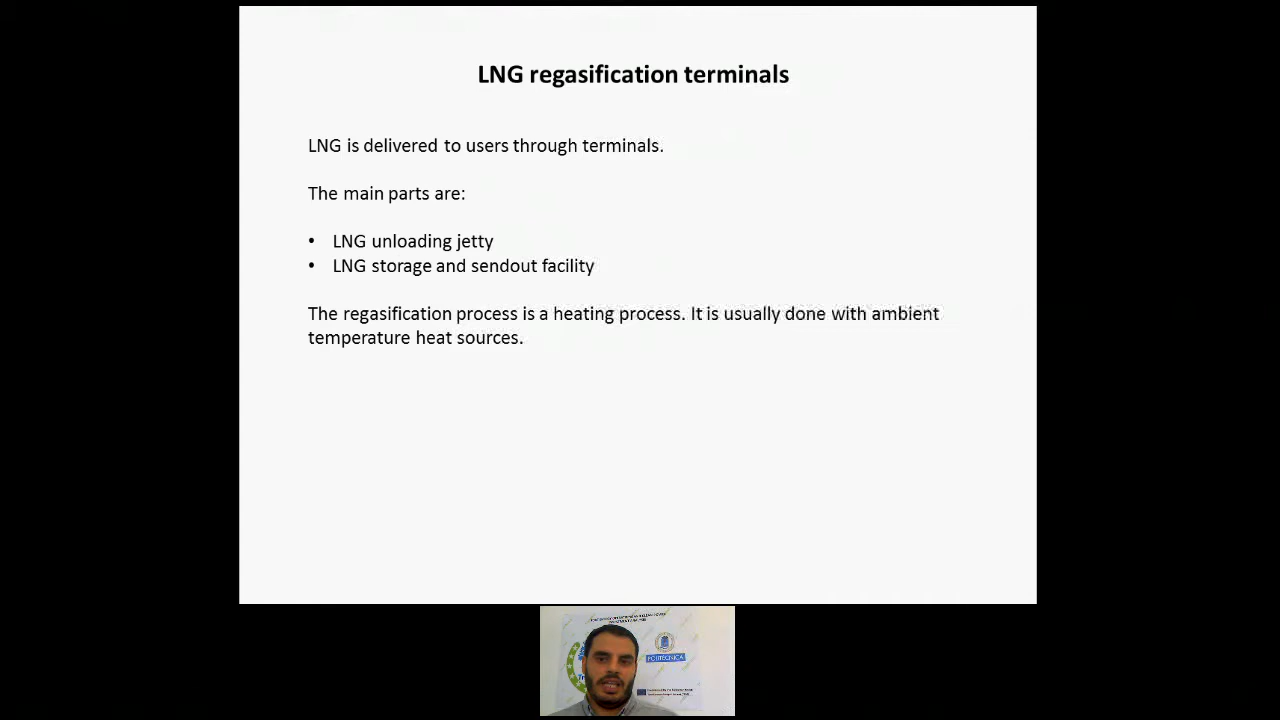 LNG regasification terminals
LNG is delivered to users through terminals.
The main parts are:
• LNG unloading jetty
• LNG storage and sendout facility
The regasification process is a heating process. It is usually done with ambient
temperature heat sources.
POLITÉCNICA